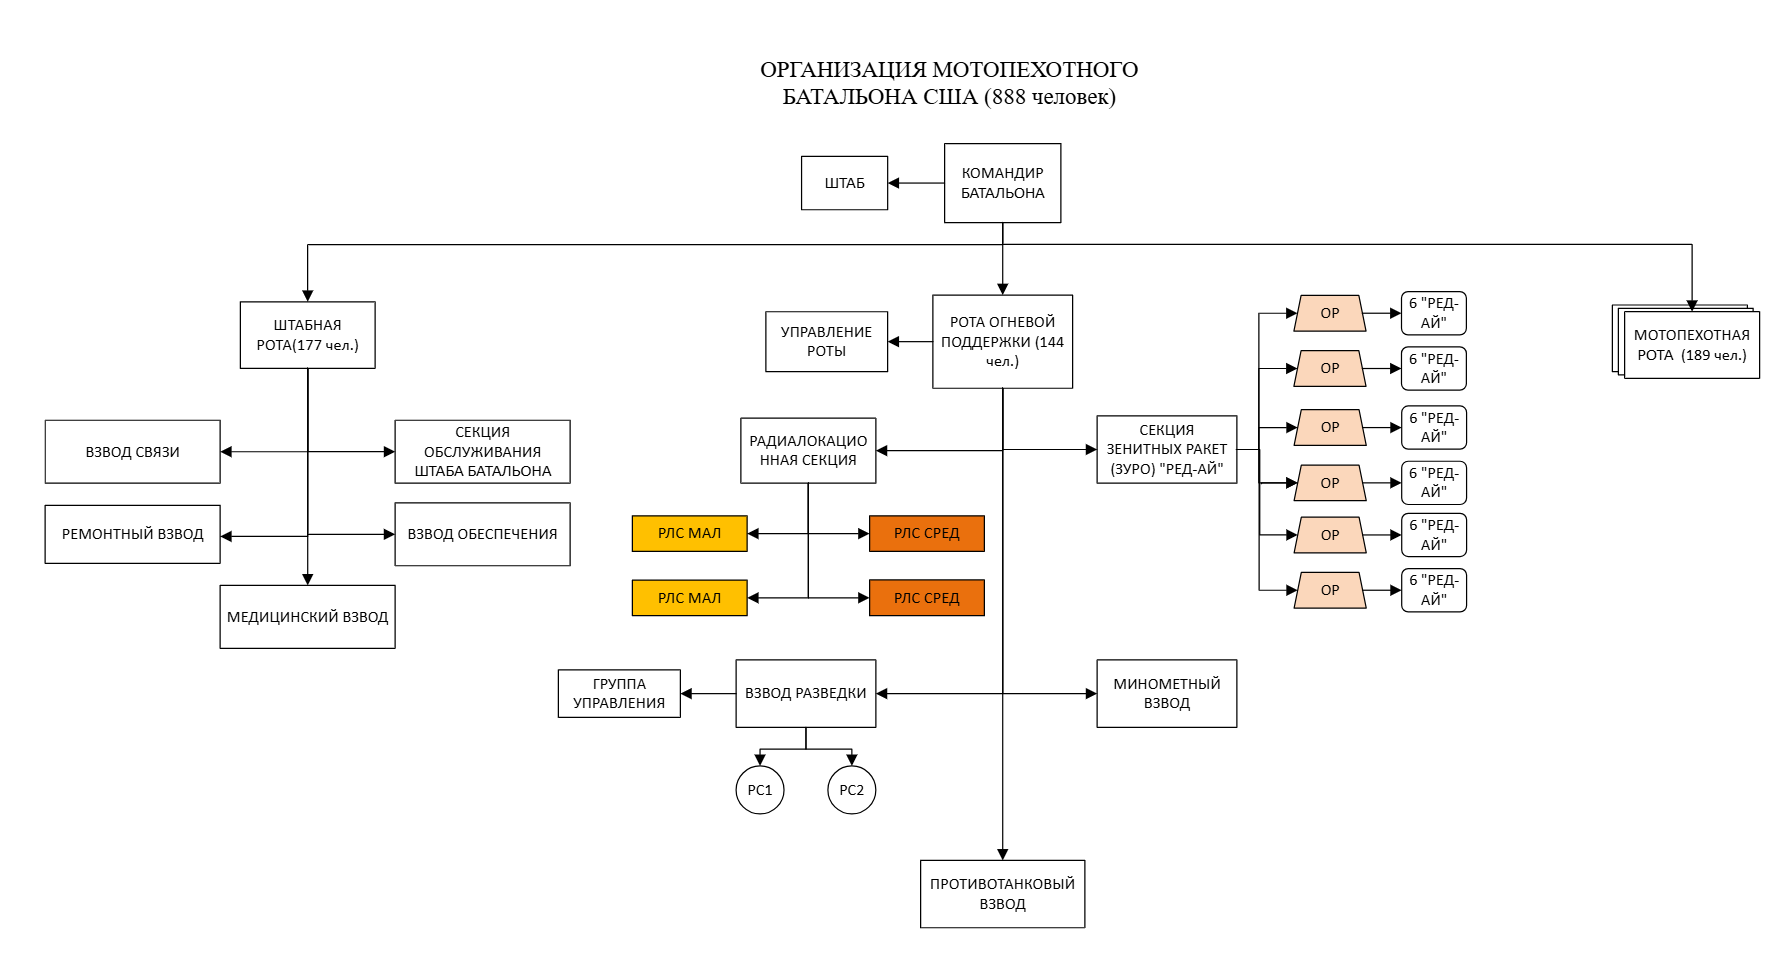 ОРГАНИЗАЦИЯ МОТОПЕХОТНОГО
БАТАЛЬОНА США (888 человек)
ШТАБ
КОМАНДИР
БАТАЛЬОНА
ШТАБНАЯ
РОТА(177 чел.)
УПРАВЛЕНИЕ
РОТЫ
РОТА ОГНЕВОЙ
ПОДДЕРЖКИ (144
чел.)
МОТОПЕХОТНАЯ
РОТА (189 чел.)
ВЗВОД СВЯЗИ
СЕКЦИЯ
ОБСЛУЖИВАНИЯ
ШТАБА БАТАЛЬОНА
РЕМОНТНЫЙ ВЗВОД
ВЗВОД ОБЕСПЕЧЕНИЯ
МЕДИЦИНСКИЙ ВЗВОД
РАДИАЛОКАЦИО
ННАЯ СЕКЦИЯ
РЛС МАЛ
РЛС СРЕД
РЛС МАЛ
РЛС СРЕД
СЕКЦИЯ
ЗЕНИТНЫХ РАКЕТ
(ЗУРО) "РЕД-АЙ"
ОР
6 "РЕД-
АЙ"
ОР
6 "РЕД-
АЙ"
ОР
6 "РЕД-
АЙ"
ОР
6 "РЕД-
АЙ"
ОР
6 "РЕД-
АЙ"
ОР
6 "РЕД-
АЙ"
ГРУППА
УПРАВЛЕНИЯ
ВЗВОД РАЗВЕДКИ
МИНОМЕТНЫЙ
ВЗВОД
РС1
РС2
ПРОТИВОТАНКОВЫЙ
ВЗВОД